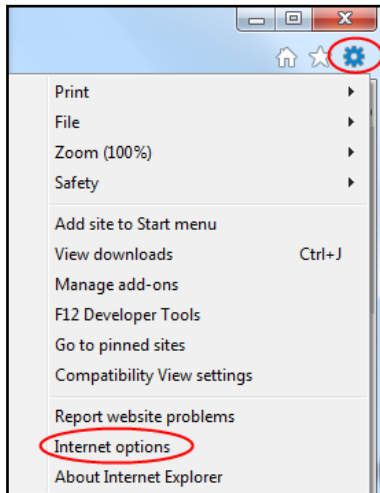 Print
File
Zoom (100%)
Safety
Add site to Start menu
View downloads Ctrl+J
Manage add-ons
F12 Developer Tools
Go to pinned sites
Compatibility View settings
Report website problems
Internet options
About Internet Explorer